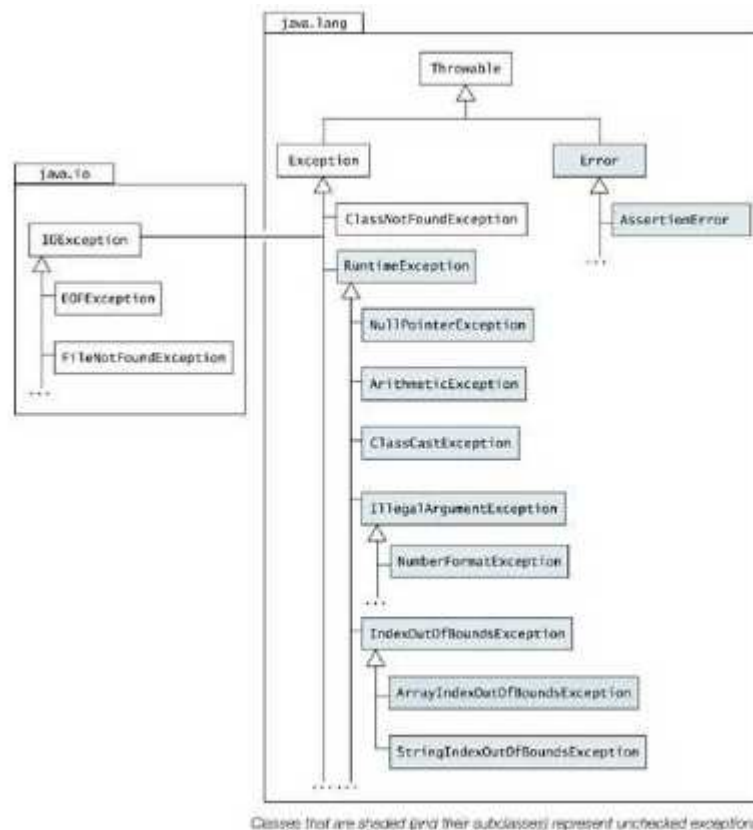 java.lang
Throwable
Exception
Error
java.io
ClassNotFoundException
AssertionError
IOException
RuntimeException
EOFException
NullPointerException
FileNotFoundException
...
ArithmeticException
ClassCastException
IllegalArgumentException
NumberFormatException
...
IndexOutOfBoundsException
ArrayIndexOutOfBoundsException
StringIndexOutOfBoundsException
......
Classes that are shaded (and their subclasses) represent unchecked exception